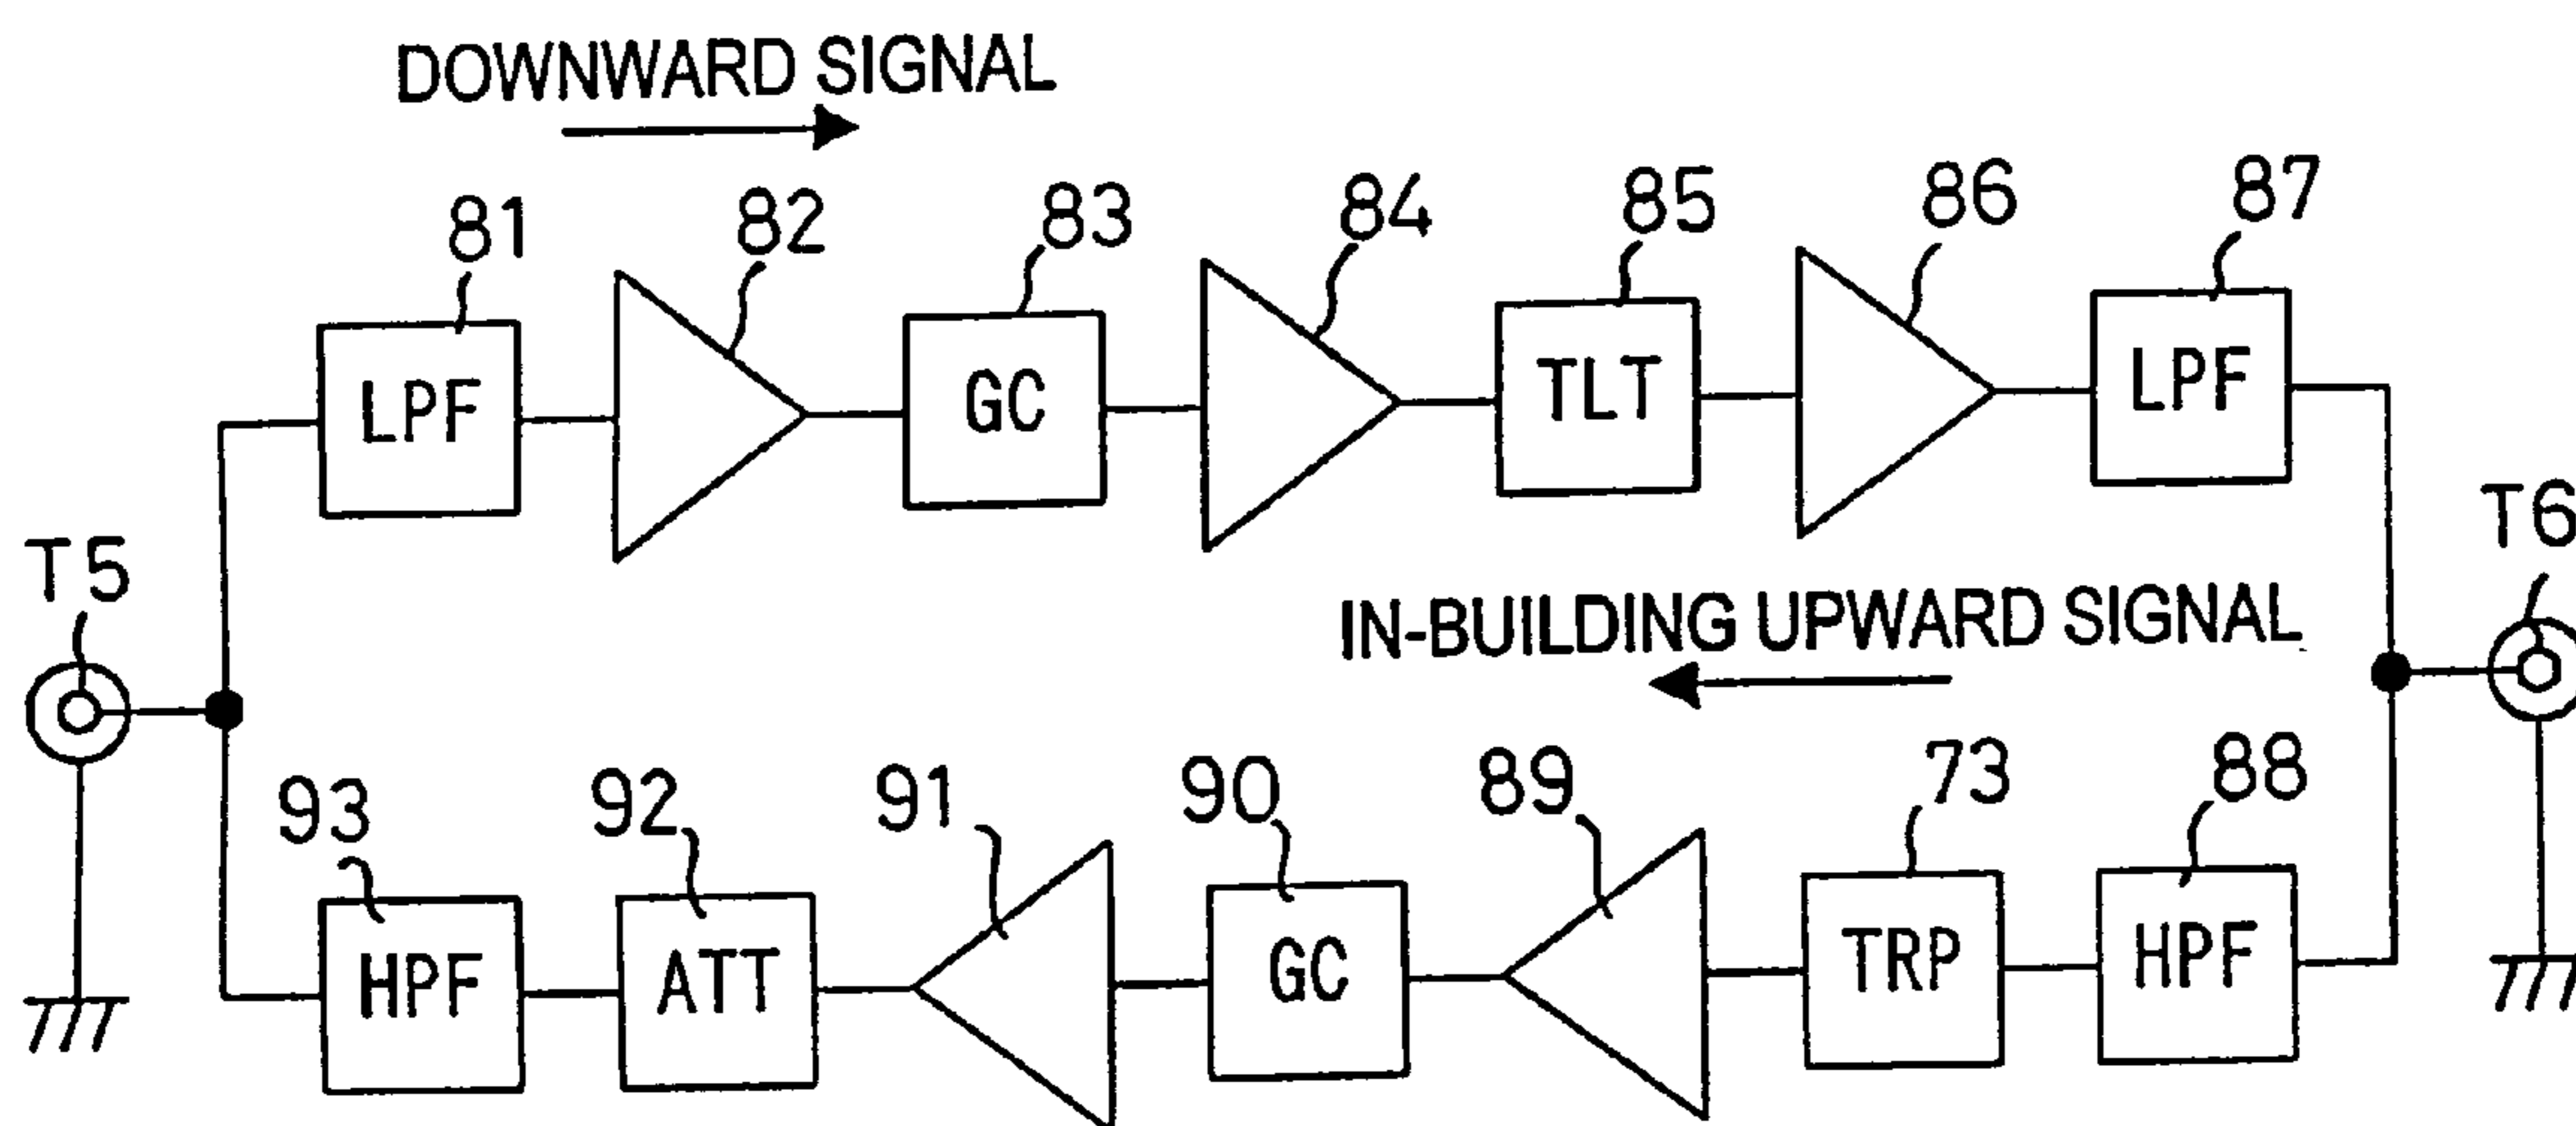 DOWNWARD SIGNAL
81 82 83 84 85 86 87
LPF GC TLT LPF
T5 T6
IN-BUILDING UPWARD SIGNAL
93 92 91 90 89 73 88
HPF ATT GC TRP HPF